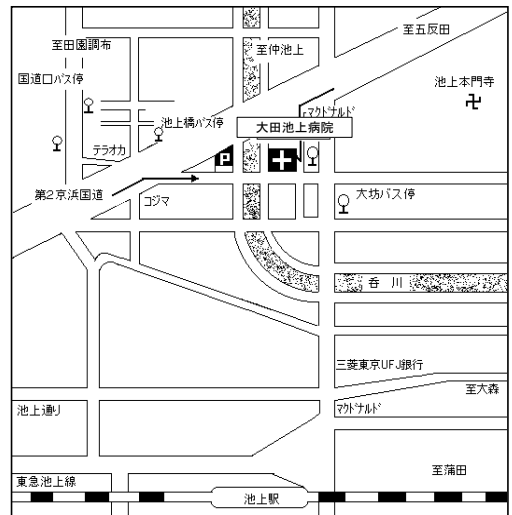 至五反田
至田園調布
至仲池上
国道口バス停
池上本門寺
マクドナルド
池上橋バス停
大田池上病院
テラオカ
P
第2京浜国道
コジマ
大坊バス停
呑川
三菱東京UFJ銀行
至大森
池上通り
マクドナルド
至蒲田
東急池上線
池上駅